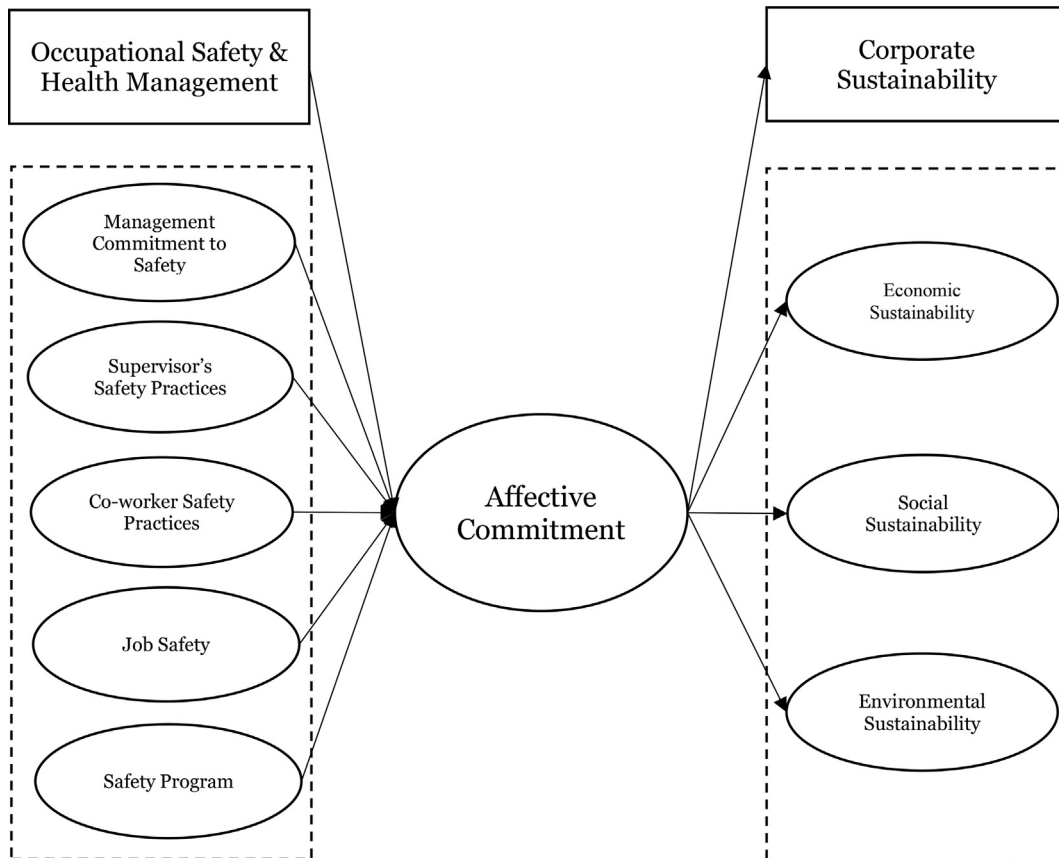 Occupational Safety &
Health Management
Management
Commitment to
Safety
Supervisor’s
Safety Practices
Co-worker Safety
Practices
Job Safety
Safety Program
Affective
Commitment
Corporate
Sustainability
Economic
Sustainability
Social
Sustainability
Environmental
Sustainability